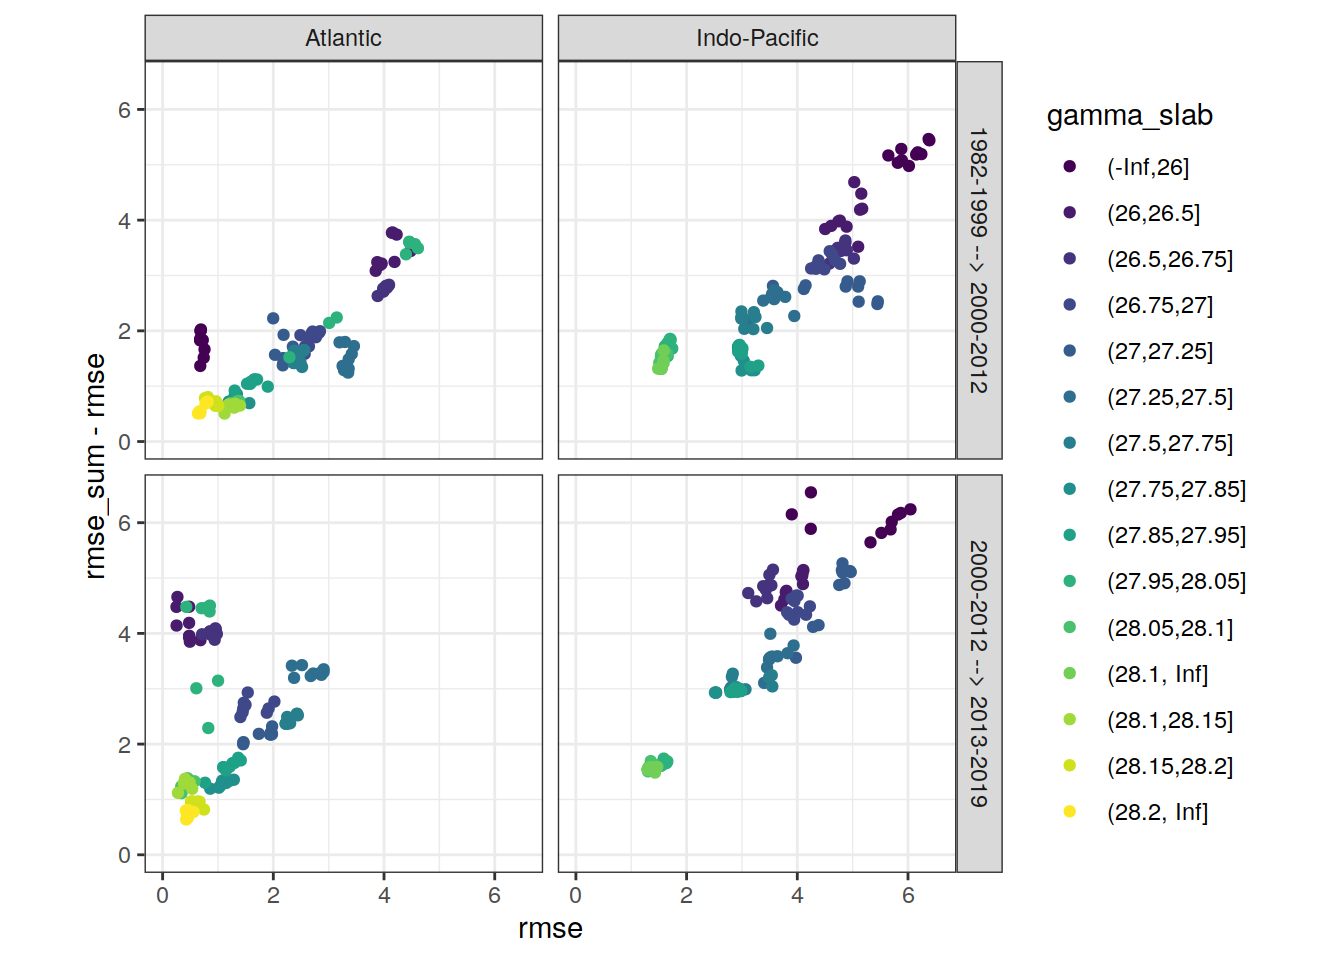 Atlantic
Indo-Pacific
6
4
2
0
6
4
2
0
rmse_sum - rmse
1982-1999 --> 2000-2012
2000-2012 --> 2013-2019
0
2
4
6
0
2
4
6
rmse
gamma_slab
(-Inf,26]
(26,26.5]
(26.5,26.75]
(26.75,27]
(27,27.25]
(27.25,27.5]
(27.5,27.75]
(27.75,27.85]
(27.85,27.95]
(27.95,28.05]
(28.05,28.1]
(28.1, Inf]
(28.1,28.15]
(28.15,28.2]
(28.2, Inf]